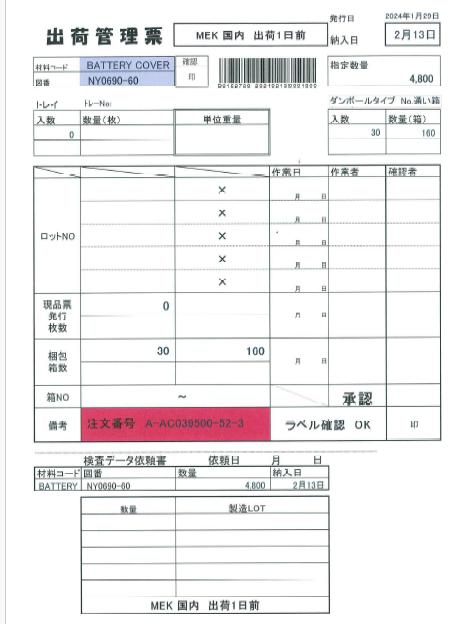 発行日 2024年1月29日
出荷管理票
MEK 国内 出荷1日前
納入日 2月13日
材料コード BATTERY COVER
図番 NY0690-60
確認
印
指定数量
4,800
トレイ トレーNo:
ダンボールタイプ No.通い箱
入数 数量(枚) 単位重量 入数 数量(箱)
0 30 160
作業日 作業者 確認者
ロットNO
× 月 日
× 月 日
× 月 日
× 月 日
× 月 日
現品票
発行
枚数
0 月 日
梱包
箱数
30 160 月 日
箱NO ~ 承認
備考 注文番号 A-AC039500-52-3 ラベル確認 OK 印
検査データ依頼書 依頼日 月 日
材料コード 図番 数量 納入日
BATTERY NY0690-60 4,800 2月13日
数量 製造LOT
MEK 国内 出荷1日前